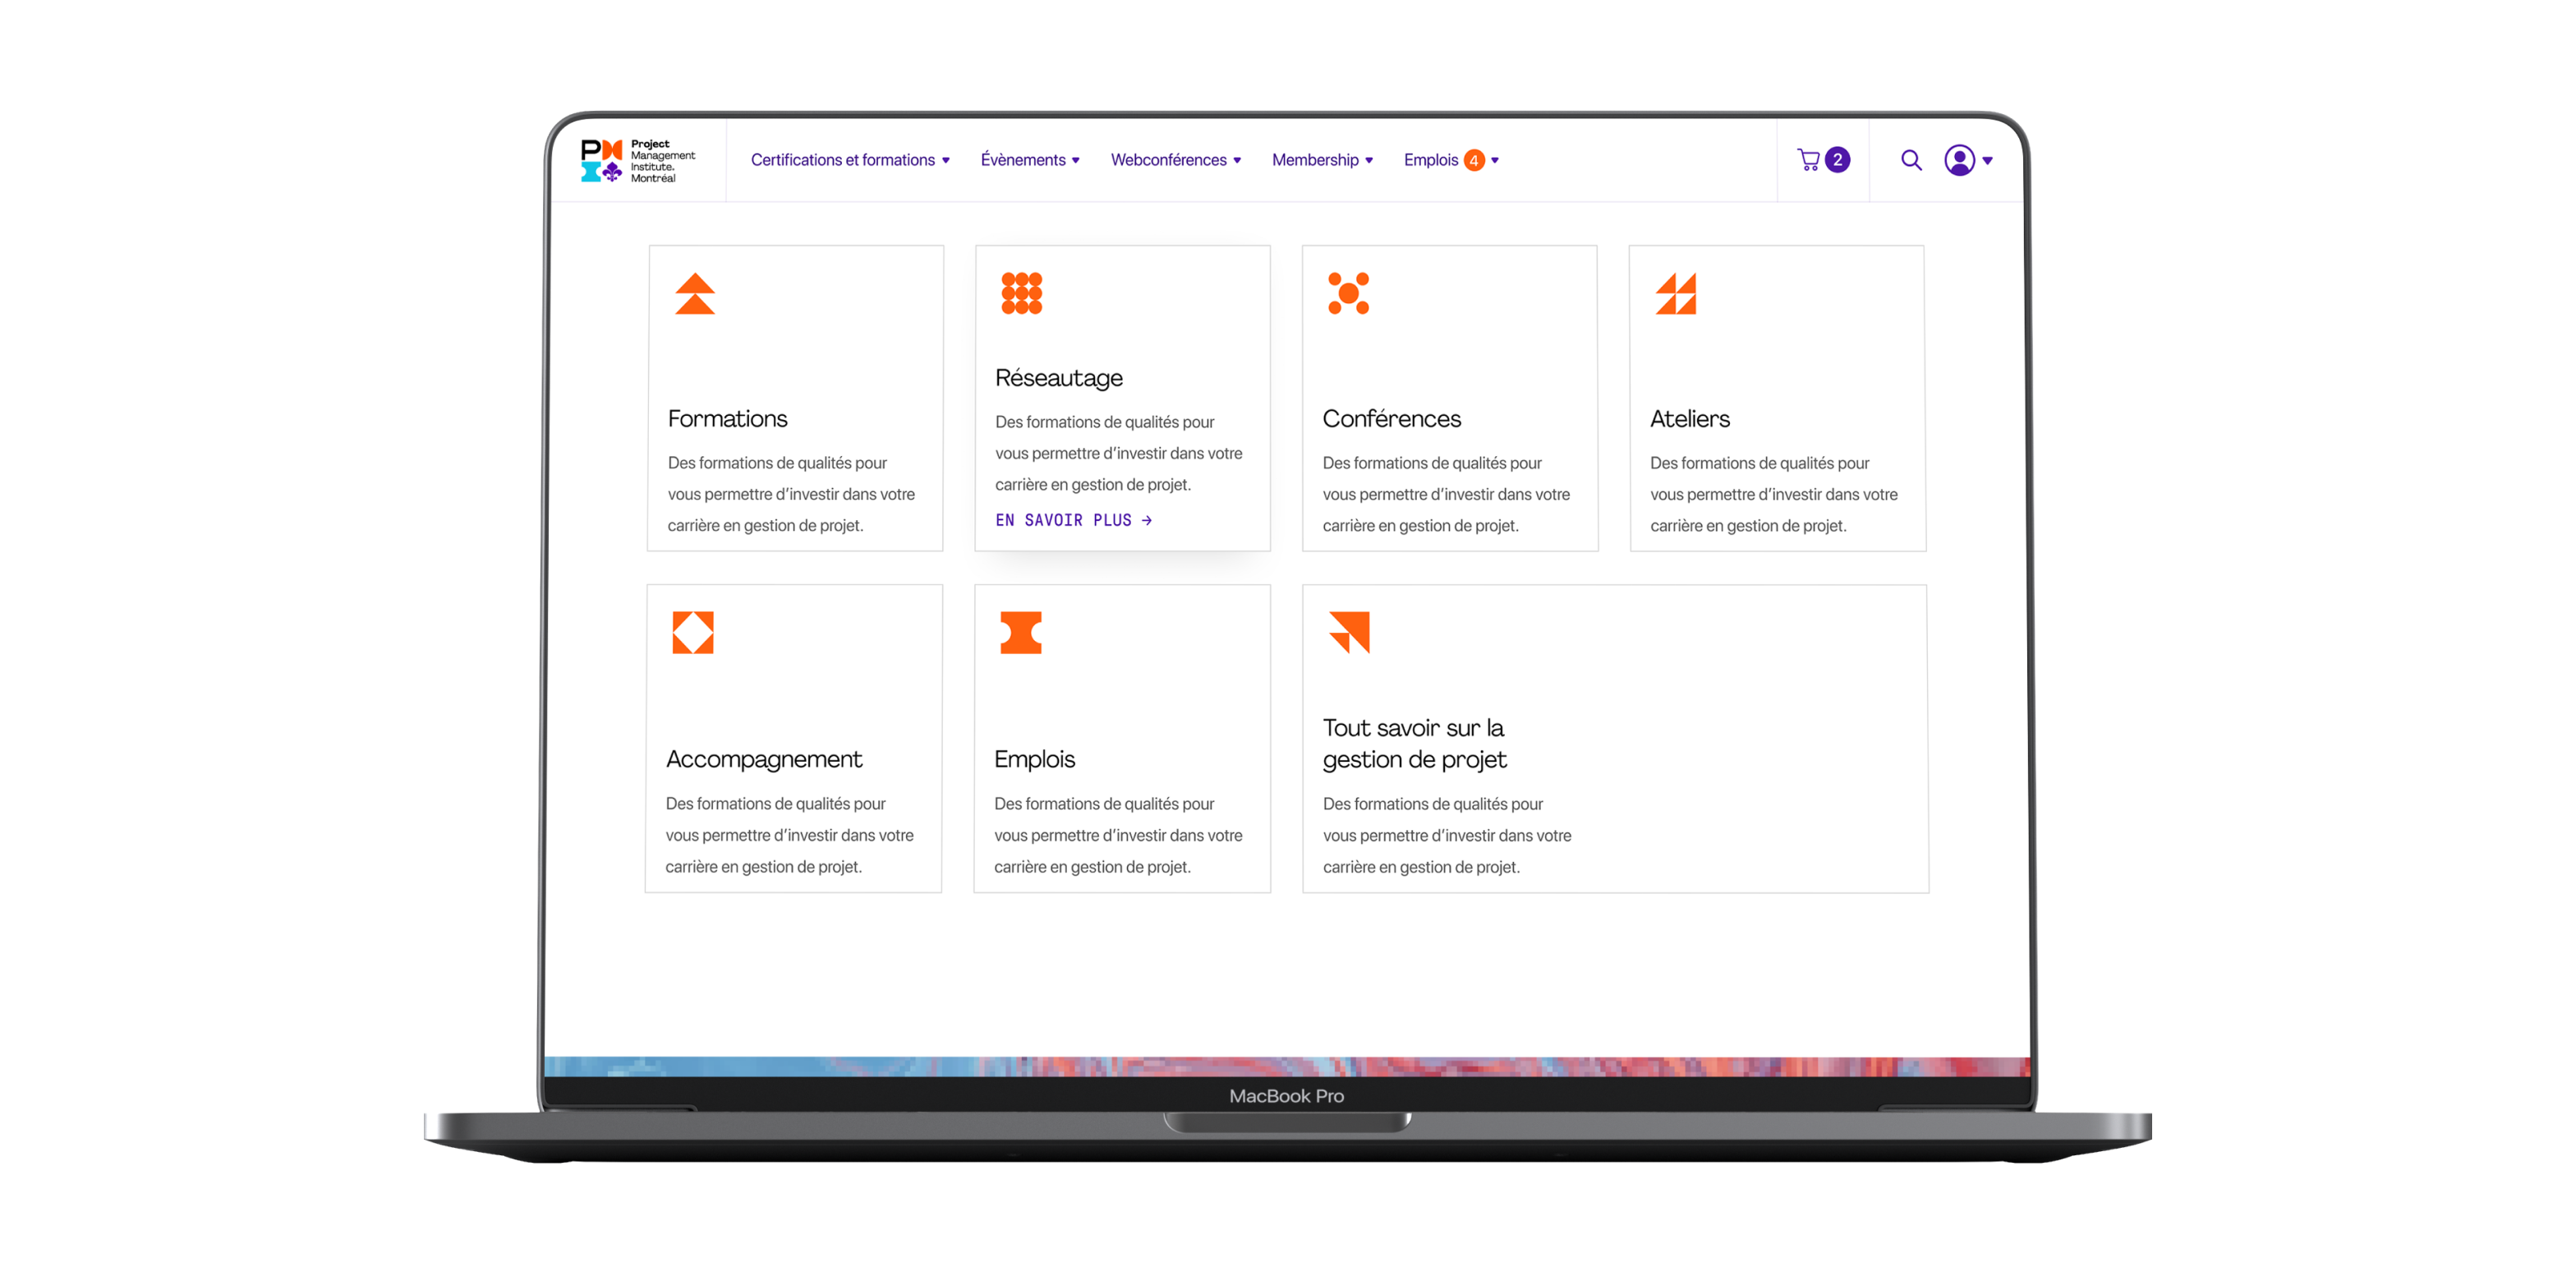 Project
Management
Institute.
Montréal
Certifications et formations
Évènements
Webconférences
Membership
Emplois 4
2
Formations
Des formations de qualités pour
vous permettre d’investir dans votre
carrière en gestion de projet.
Réseautage
Des formations de qualités pour
vous permettre d’investir dans votre
carrière en gestion de projet.
EN SAVOIR PLUS →
Conférences
Des formations de qualités pour
vous permettre d’investir dans votre
carrière en gestion de projet.
Ateliers
Des formations de qualités pour
vous permettre d’investir dans votre
carrière en gestion de projet.
Accompagnement
Des formations de qualités pour
vous permettre d’investir dans votre
carrière en gestion de projet.
Emplois
Des formations de qualités pour
vous permettre d’investir dans votre
carrière en gestion de projet.
Tout savoir sur la
gestion de projet
Des formations de qualités pour
vous permettre d’investir dans votre
carrière en gestion de projet.
MacBook Pro